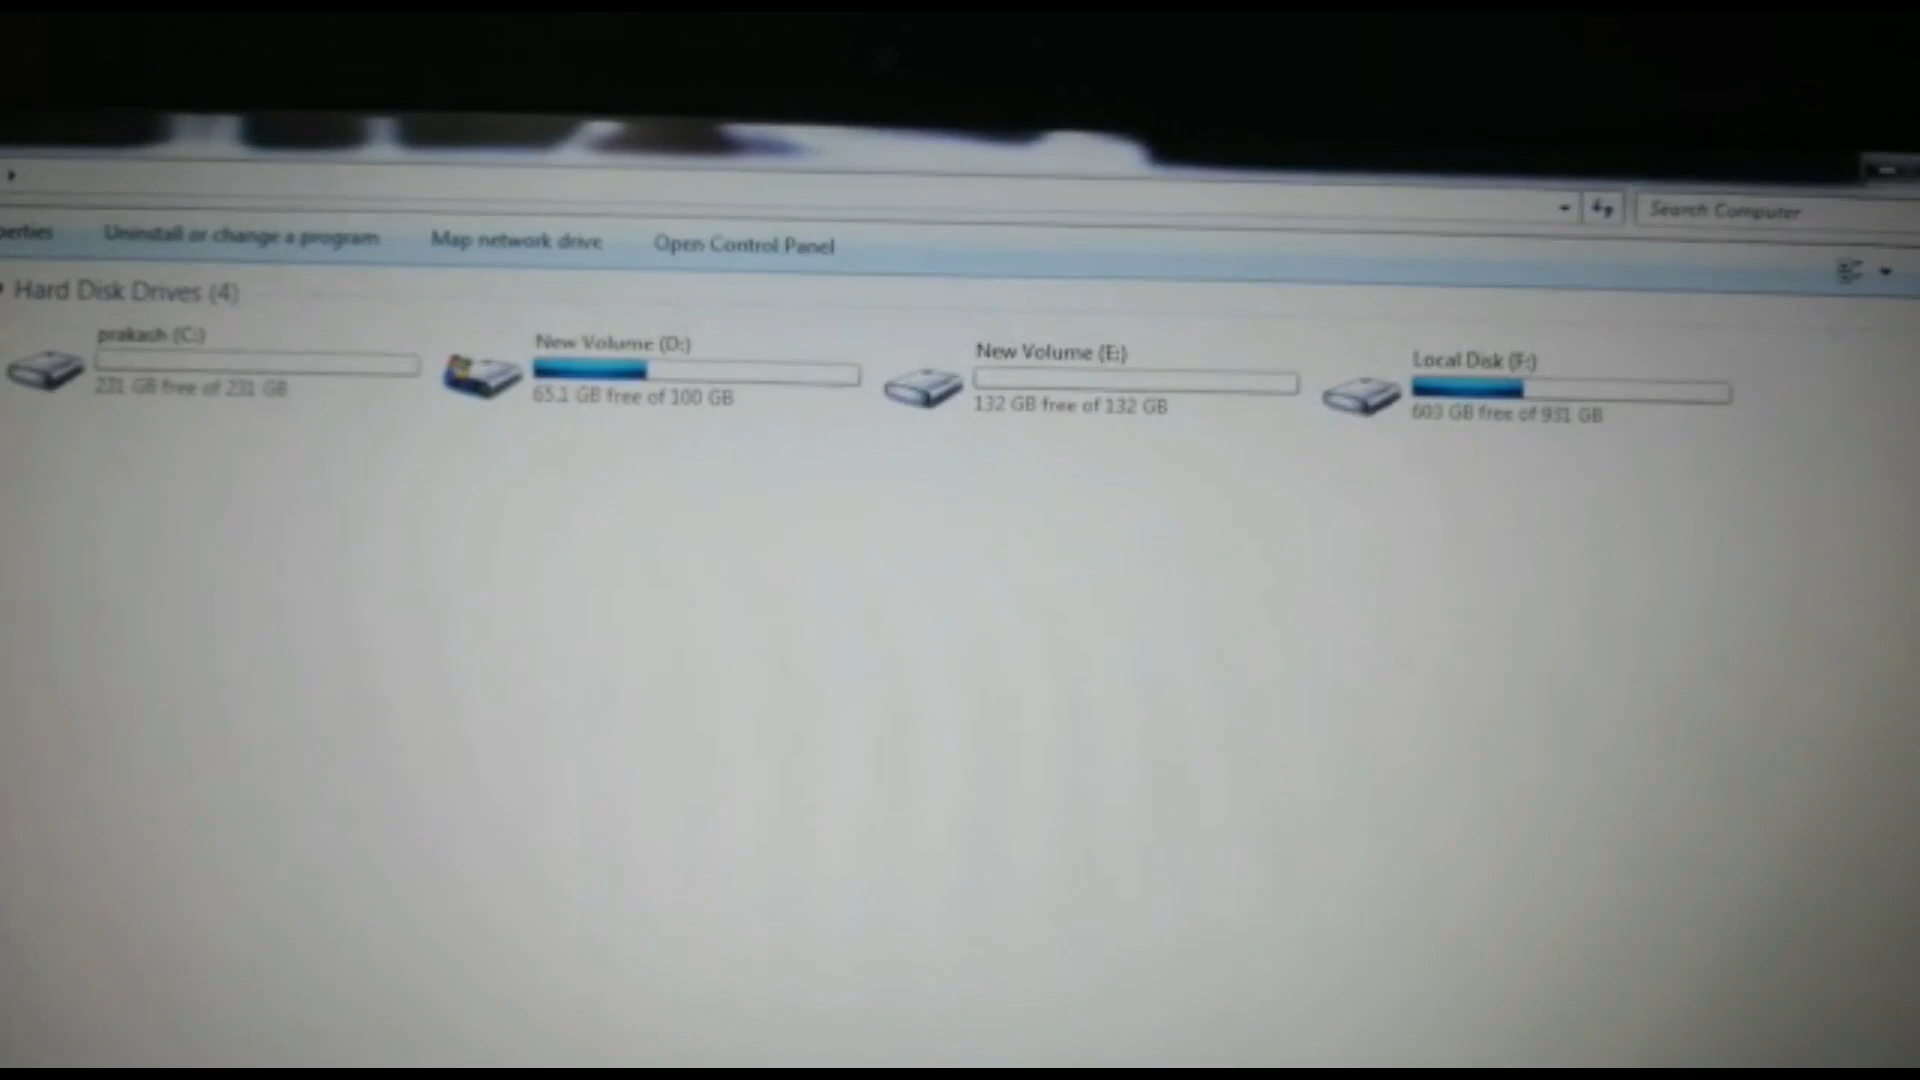 Search Computer
perties Uninstall or change a program Map network drive Open Control Panel
Hard Disk Drives (4)
prakash (C:)
231 GB free of 231 GB
New Volume (D:)
65.1 GB free of 100 GB
New Volume (E:)
132 GB free of 132 GB
Local Disk (F:)
603 GB free of 931 GB